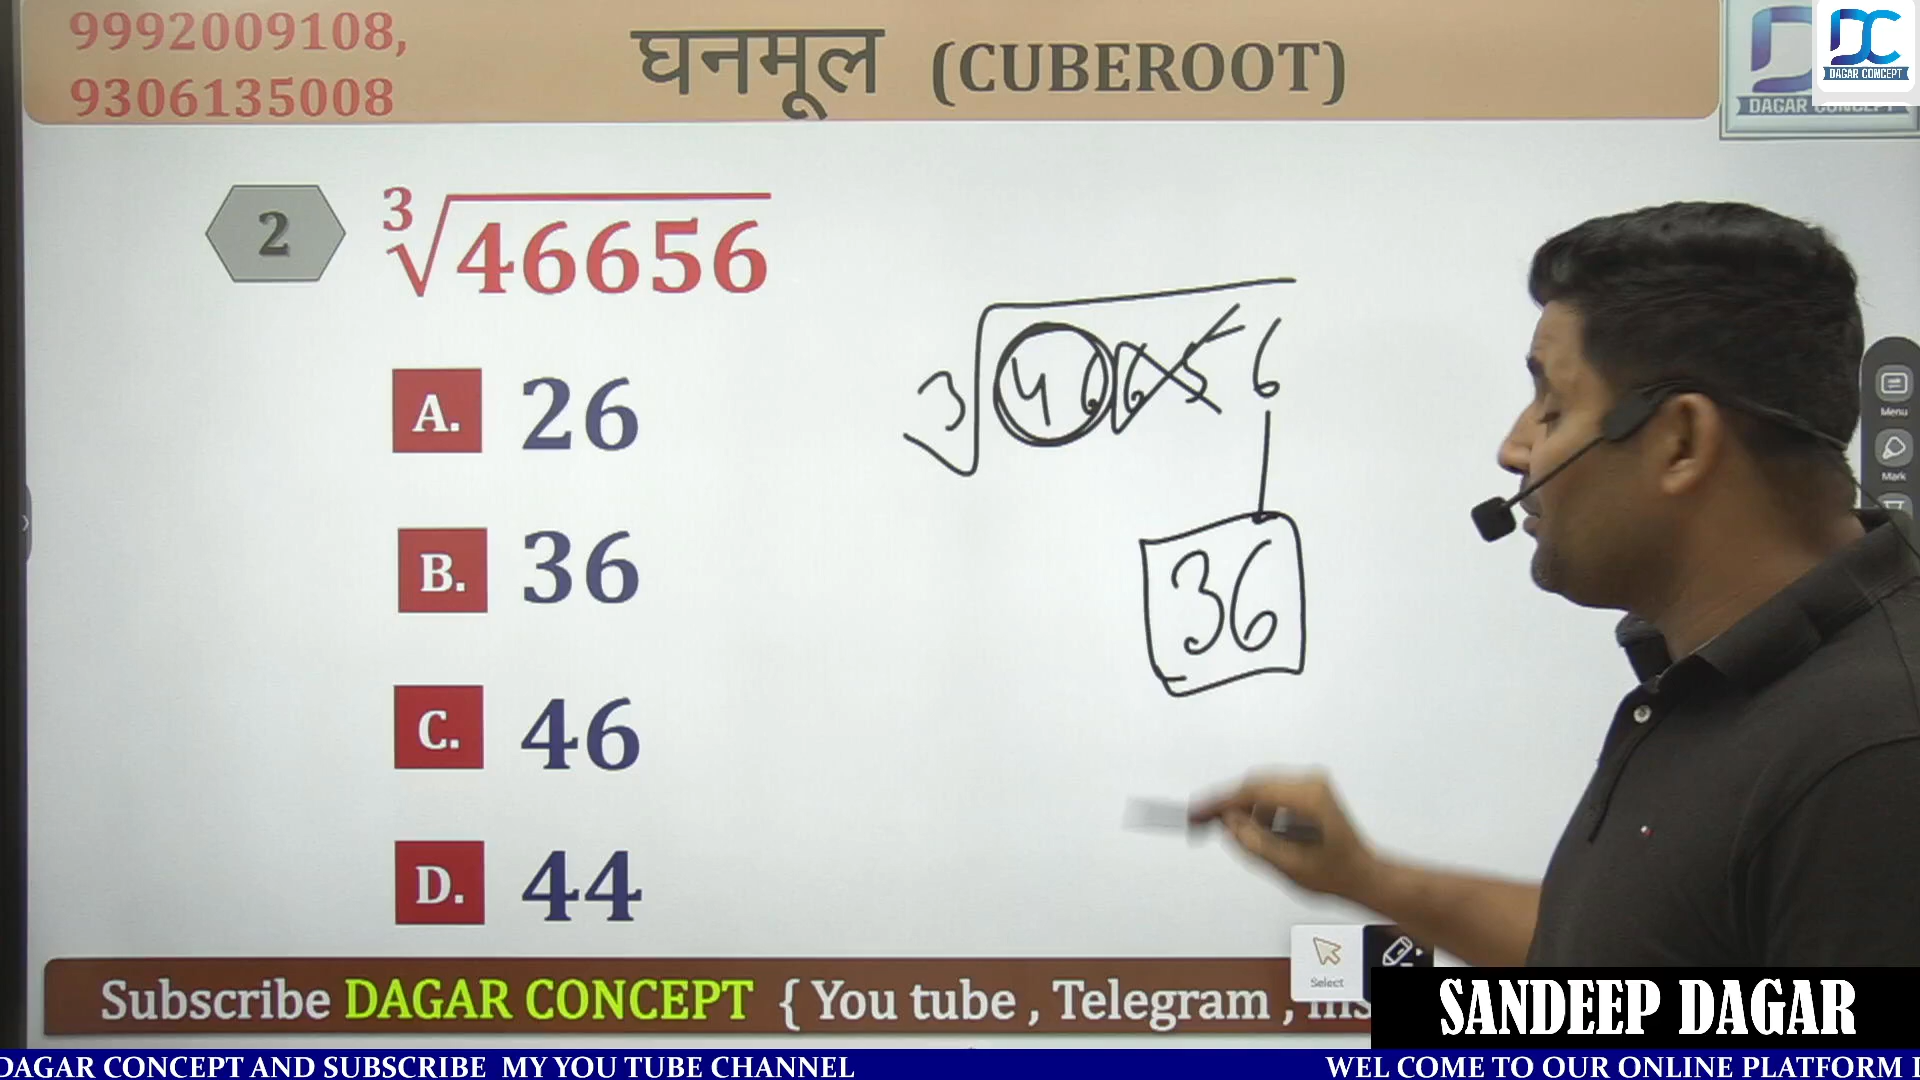 9992009108,
9306135008
घनमूल (CUBEROOT)
DC
DAGAR CONCEPT
2
3√46656
A. 26
B. 36
C. 46
D. 44
3√46656
36
Menu
Mark
Select
Subscribe DAGAR CONCEPT { You tube , Telegram ,
SANDEEP DAGAR
DAGAR CONCEPT AND SUBSCRIBE MY YOU TUBE CHANNEL
WEL COME TO OUR ONLINE PLATFORM